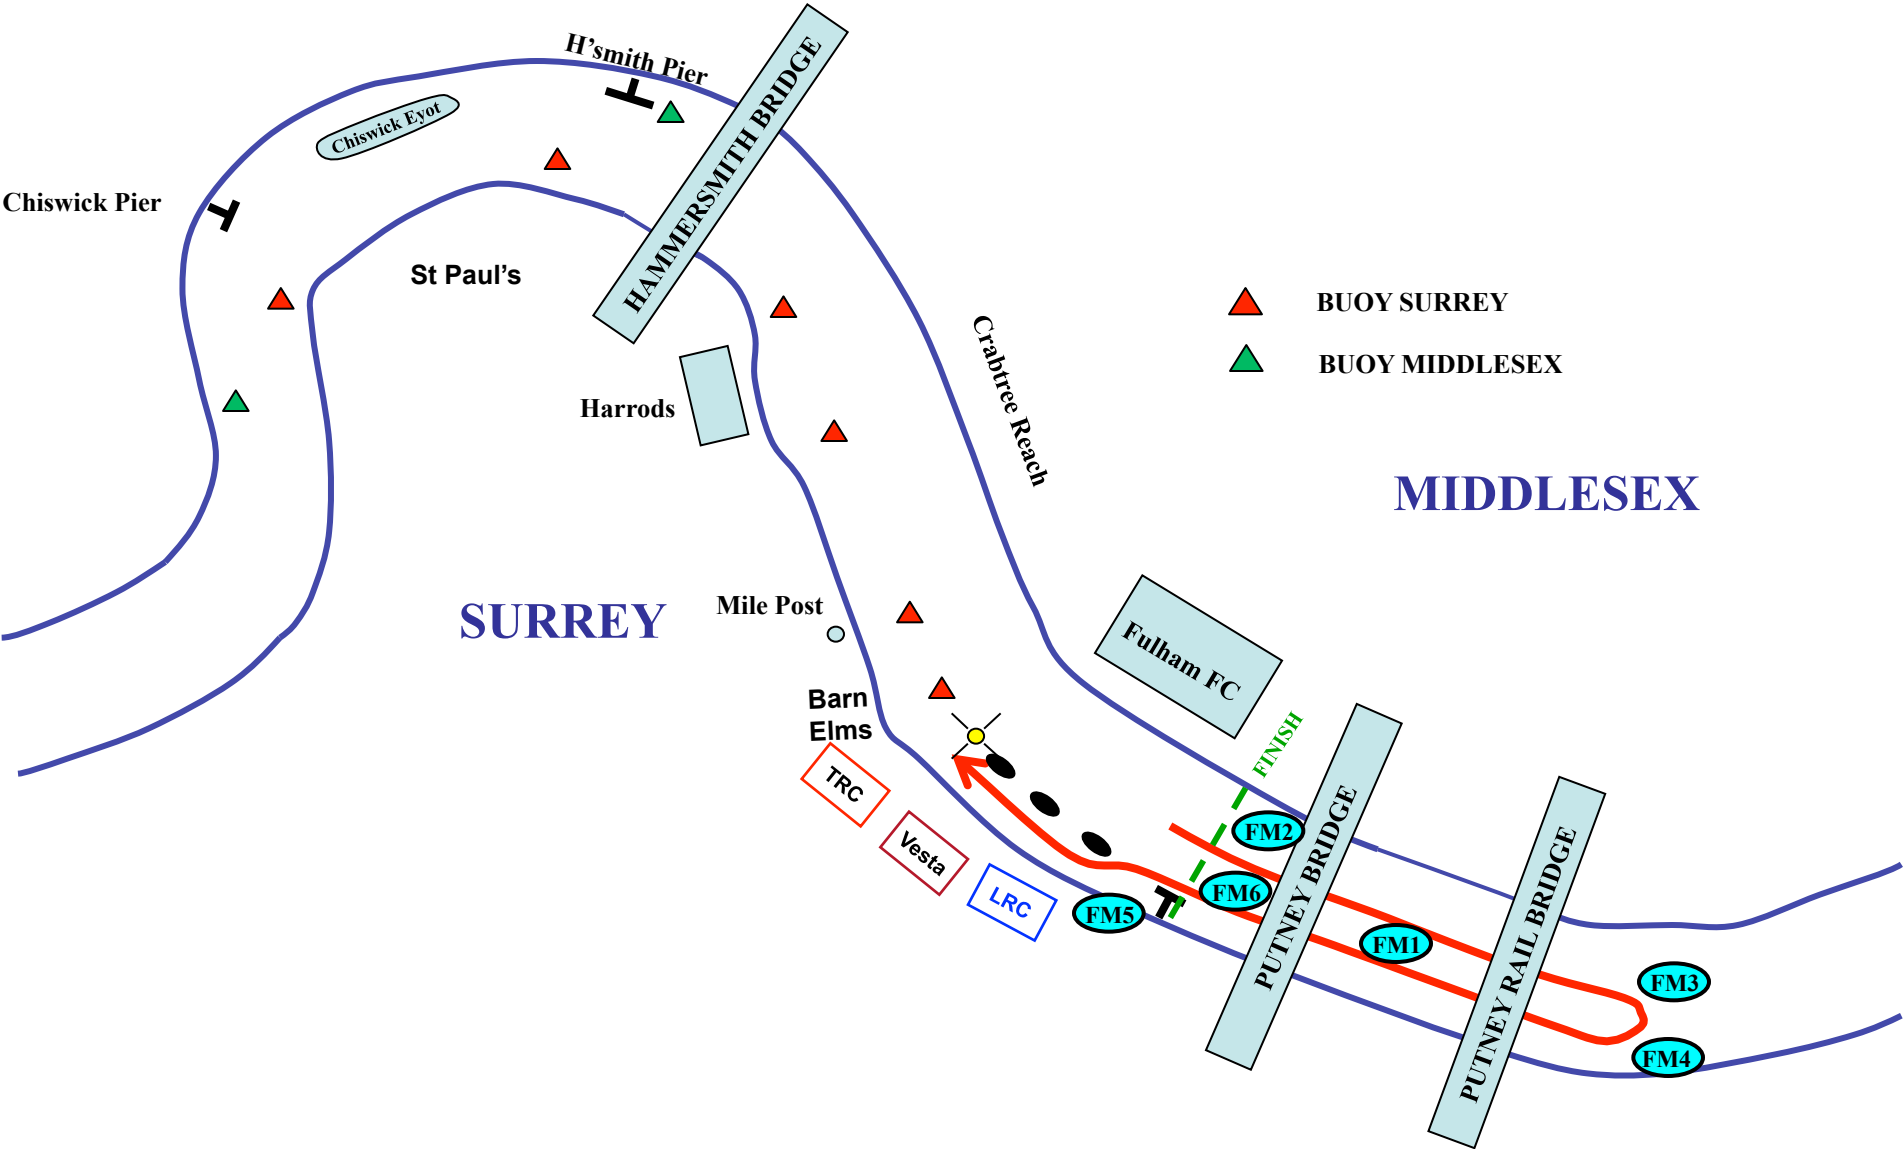 H'smith Pier
HAMMERSMITH BRIDGE
Chiswick Eyot
Chiswick Pier
St Paul's
Harrods
Crabtree Reach
BUOY SURREY
BUOY MIDDLESEX
MIDDLESEX
SURREY
Mile Post
Barn
Elms
TRC
Vesta
LRC
Fulham FC
FINISH
FM2
FM6
FM5
PUTNEY BRIDGE
FM1
PUTNEY RAIL BRIDGE
FM3
FM4